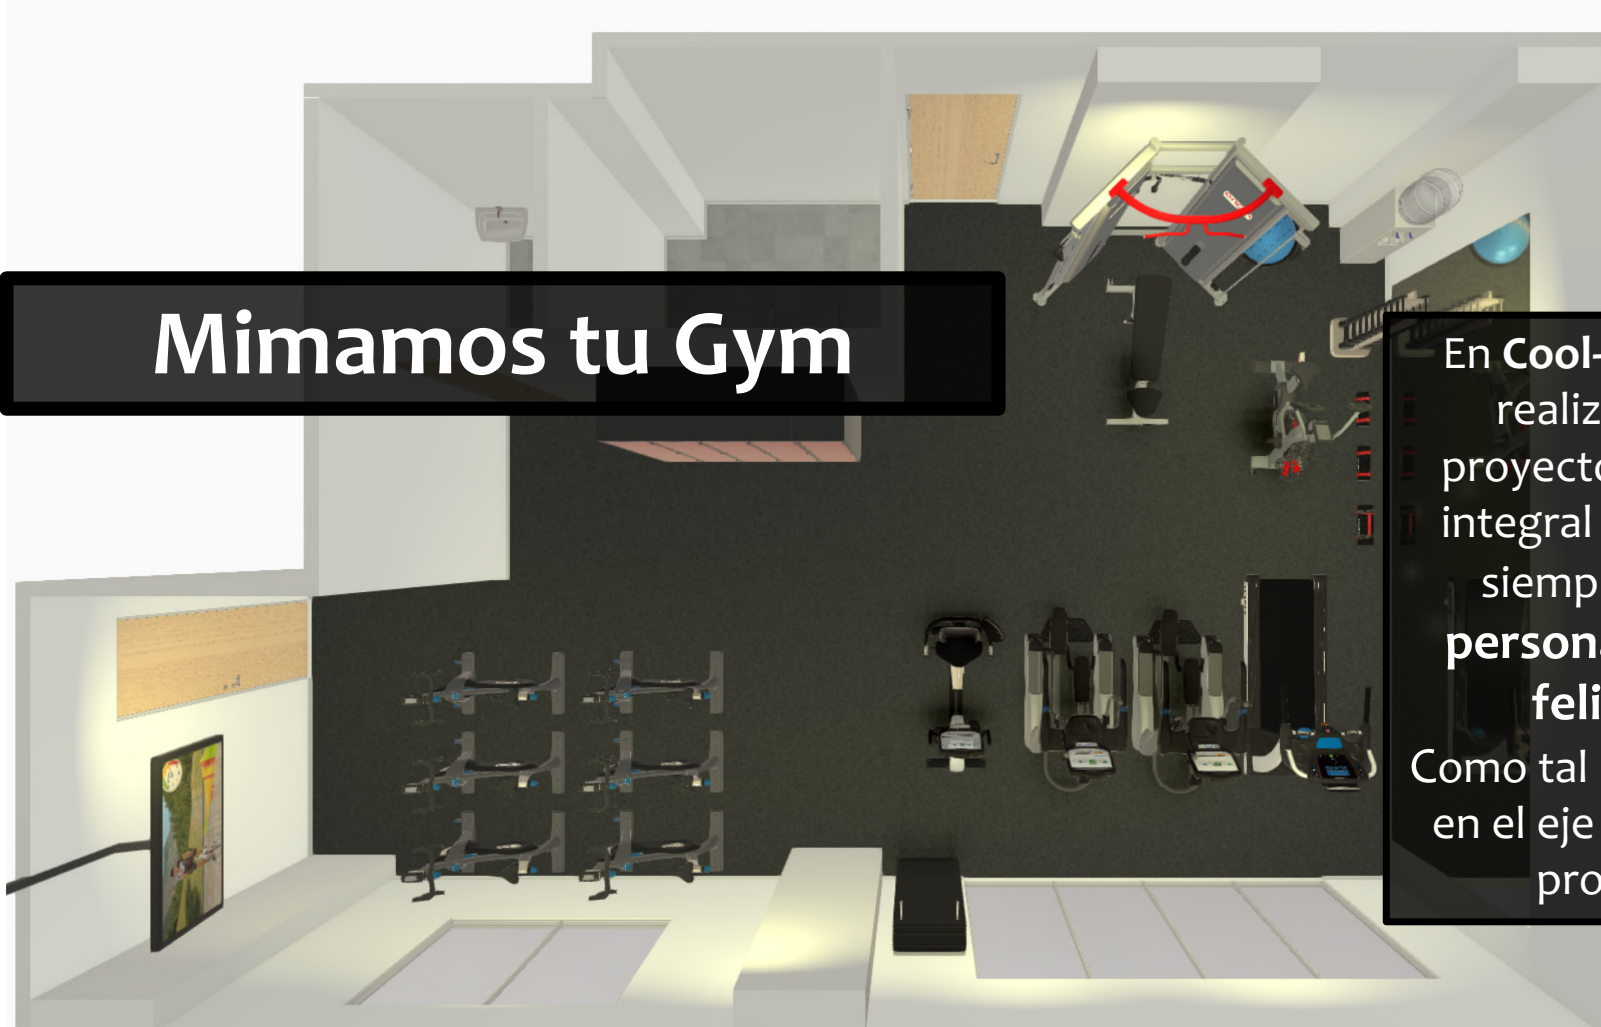 Mimamos tu Gym
En Cool-
realiz
proyecto
integral
siemp
person
feli
Como tal
en el eje
pro